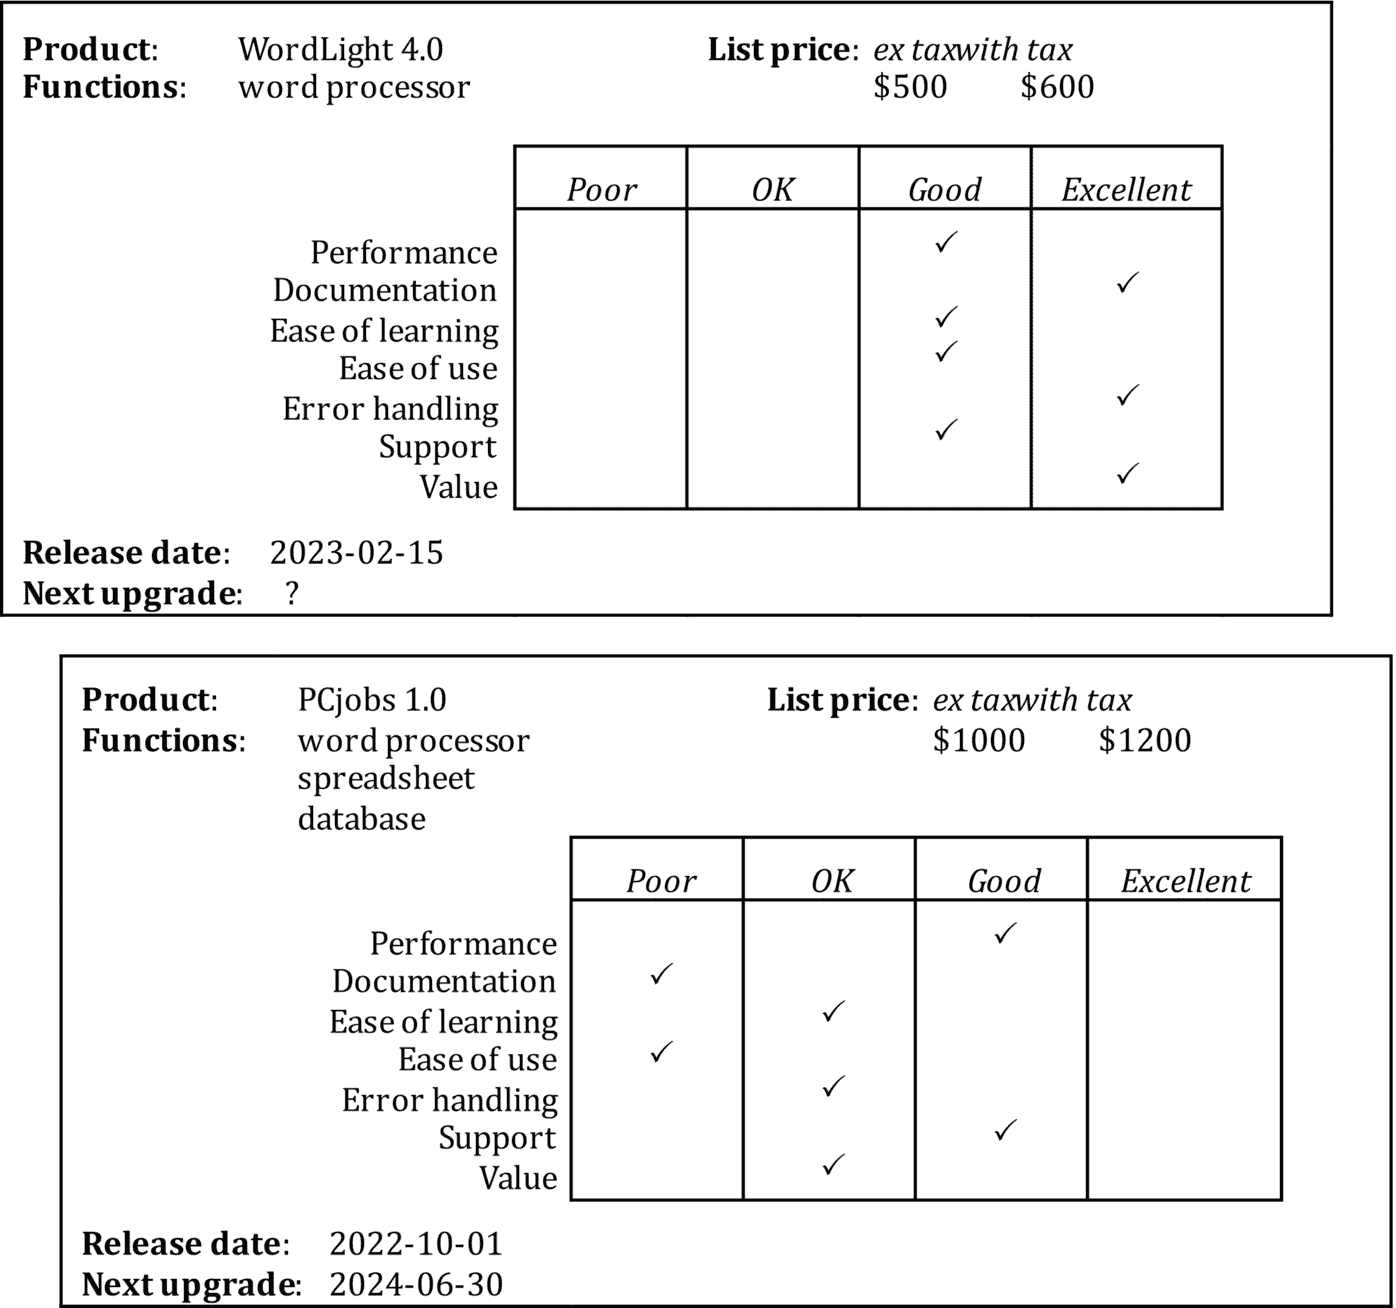 Product: WordLight 4.0 List price: ex taxwith tax
Functions: word processor $500 $600
Poor OK Good Excellent
Performance ✓
Documentation ✓
Ease of learning ✓
Ease of use ✓
Error handling ✓
Support ✓
Value ✓
Release date: 2023-02-15
Next upgrade: ?
Product: PCjobs 1.0 List price: ex taxwith tax
Functions: word processor $1000 $1200
spreadsheet
database
Poor OK Good Excellent
Performance ✓
Documentation ✓
Ease of learning ✓
Ease of use ✓
Error handling ✓
Support ✓
Value ✓
Release date: 2022-10-01
Next upgrade: 2024-06-30